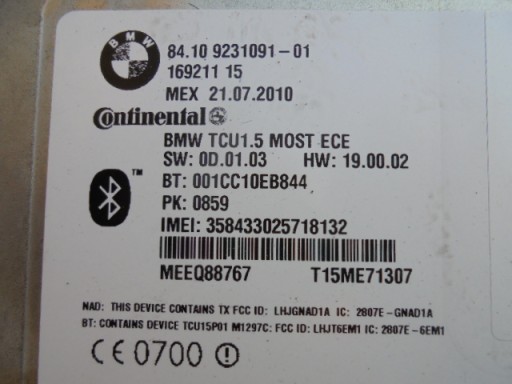 BMW
84.10 9231091-01
169211 15
MEX 21.07.2010
Continental
BMW TCU1.5 MOST ECE
SW: 0D.01.03 HW: 19.00.02
BT: 001CC10EB844
™
PK: 0859
IMEI: 358433025718132
MEEQ88767 T15ME71307
NAD: THIS DEVICE CONTAINS TX FCC ID: LHJGNAD1A IC: 2807E-GNAD1A
BT: CONTAINS DEVICE TCU15P01 M1297C: FCC ID: LHJT6EM1 IC: 2807E-6EM1
CE 0700